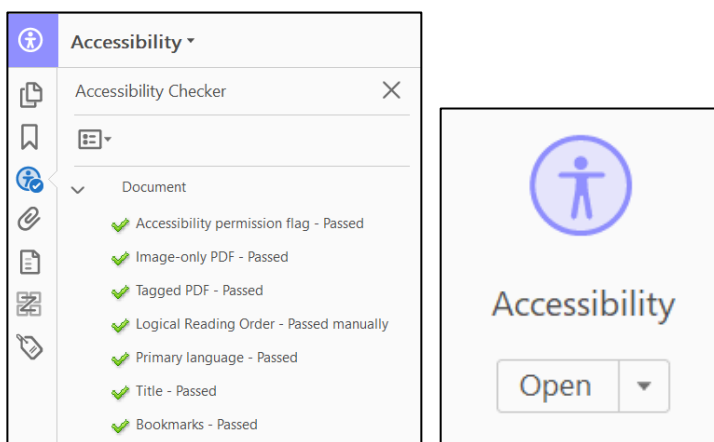 Accessibility
Accessibility Checker
Document
Accessibility permission flag - Passed
Image-only PDF - Passed
Tagged PDF - Passed
Logical Reading Order - Passed manually
Primary language - Passed
Title - Passed
Bookmarks - Passed
Accessibility
Open